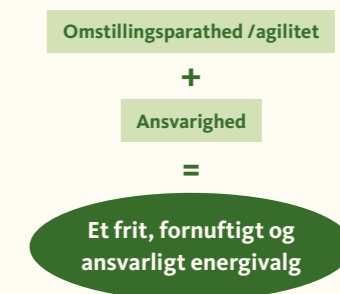 Omstillingsparathed /agilitet
+
Ansvarighed
=
Et frit, fornuftigt og
ansvarligt energivalg